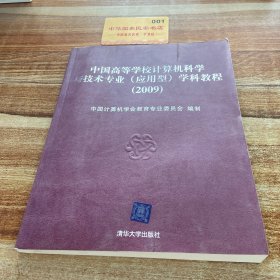 001
中国高等学校计算机科学
技术专业（应用型）学科教程
(2009)
中国计算机学会教育专业委员会 编制
清华大学出版社